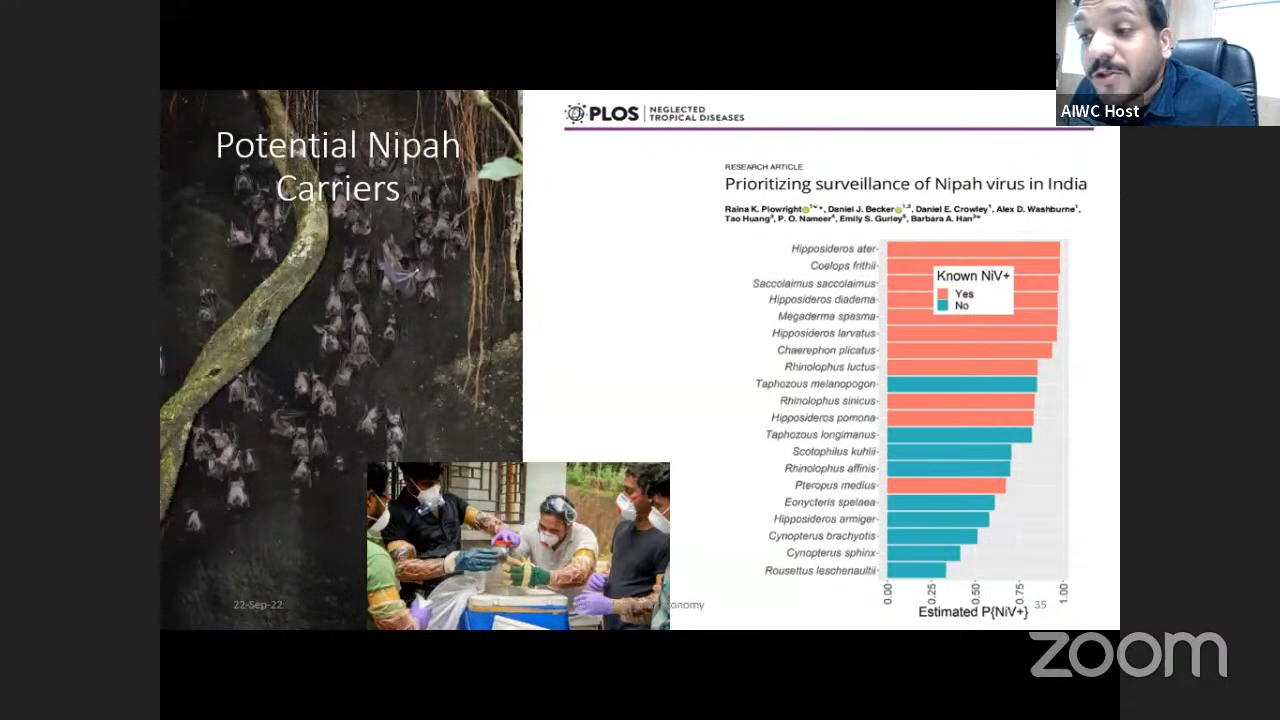 Potential Nipah
Carriers
PLOS | NEGLECTED
TROPICAL DISEASES
RESEARCH ARTICLE
Prioritizing surveillance of Nipah virus in India
Raina K. Plowright, Daniel J. Becker, Daniel E. Crowley, Alex D. Washburne,
Tao Huang, P. O. Nameer, Emily S. Gurley, Barbara A. Han
Hipposideros ater
Coelops frithii
Saccolaimus saccolaimus
Hipposideros diadema
Megaderma spasma
Hipposideros larvatus
Chaerephon plicatus
Rhinolophus luctus
Taphozous melanopogon
Rhinolophus sinicus
Hipposideros pomona
Taphozous longimanus
Scotophilus kuhlii
Rhinolophus affinis
Pteropus medius
Eonycteris spelaea
Hipposideros armiger
Cynopterus brachyotis
Cynopterus sphinx
Rousettus leschenaultii
Known NiV+
Yes
No
0.00 0.25 0.50 0.75 1.00
Estimated P{NiV+}
22-Sep-22
onomy
35
AIWC Host
zoom